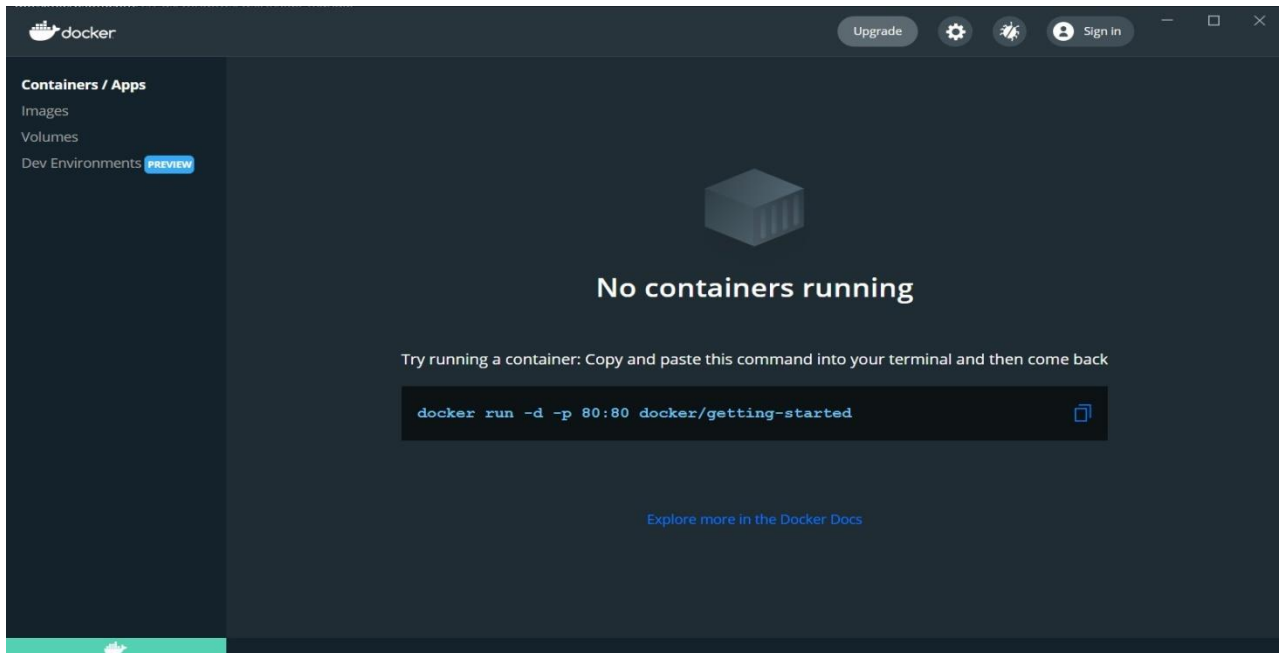 docker
Upgrade
Sign in
Containers / Apps
Images
Volumes
Dev Environments PREVIEW
No containers running
Try running a container: Copy and paste this command into your terminal and then come back
docker run -d -p 80:80 docker/getting-started
Explore more in the Docker Docs